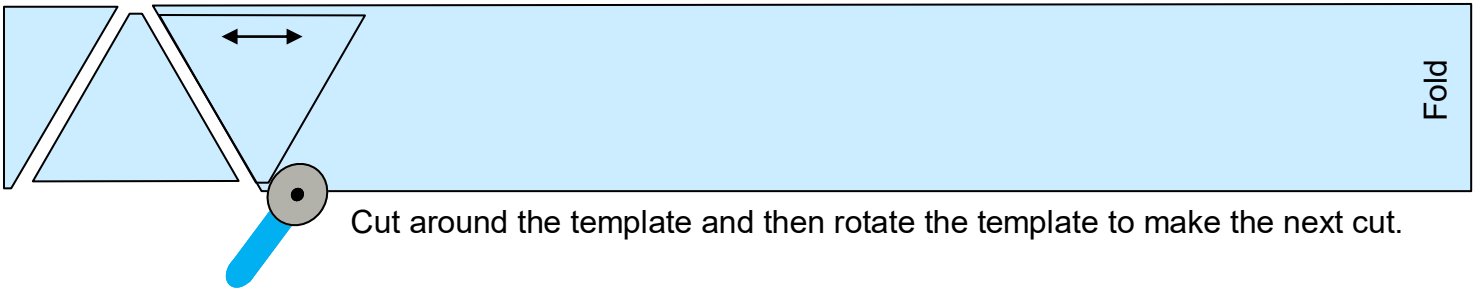 Fold
Cut around the template and then rotate the template to make the next cut.